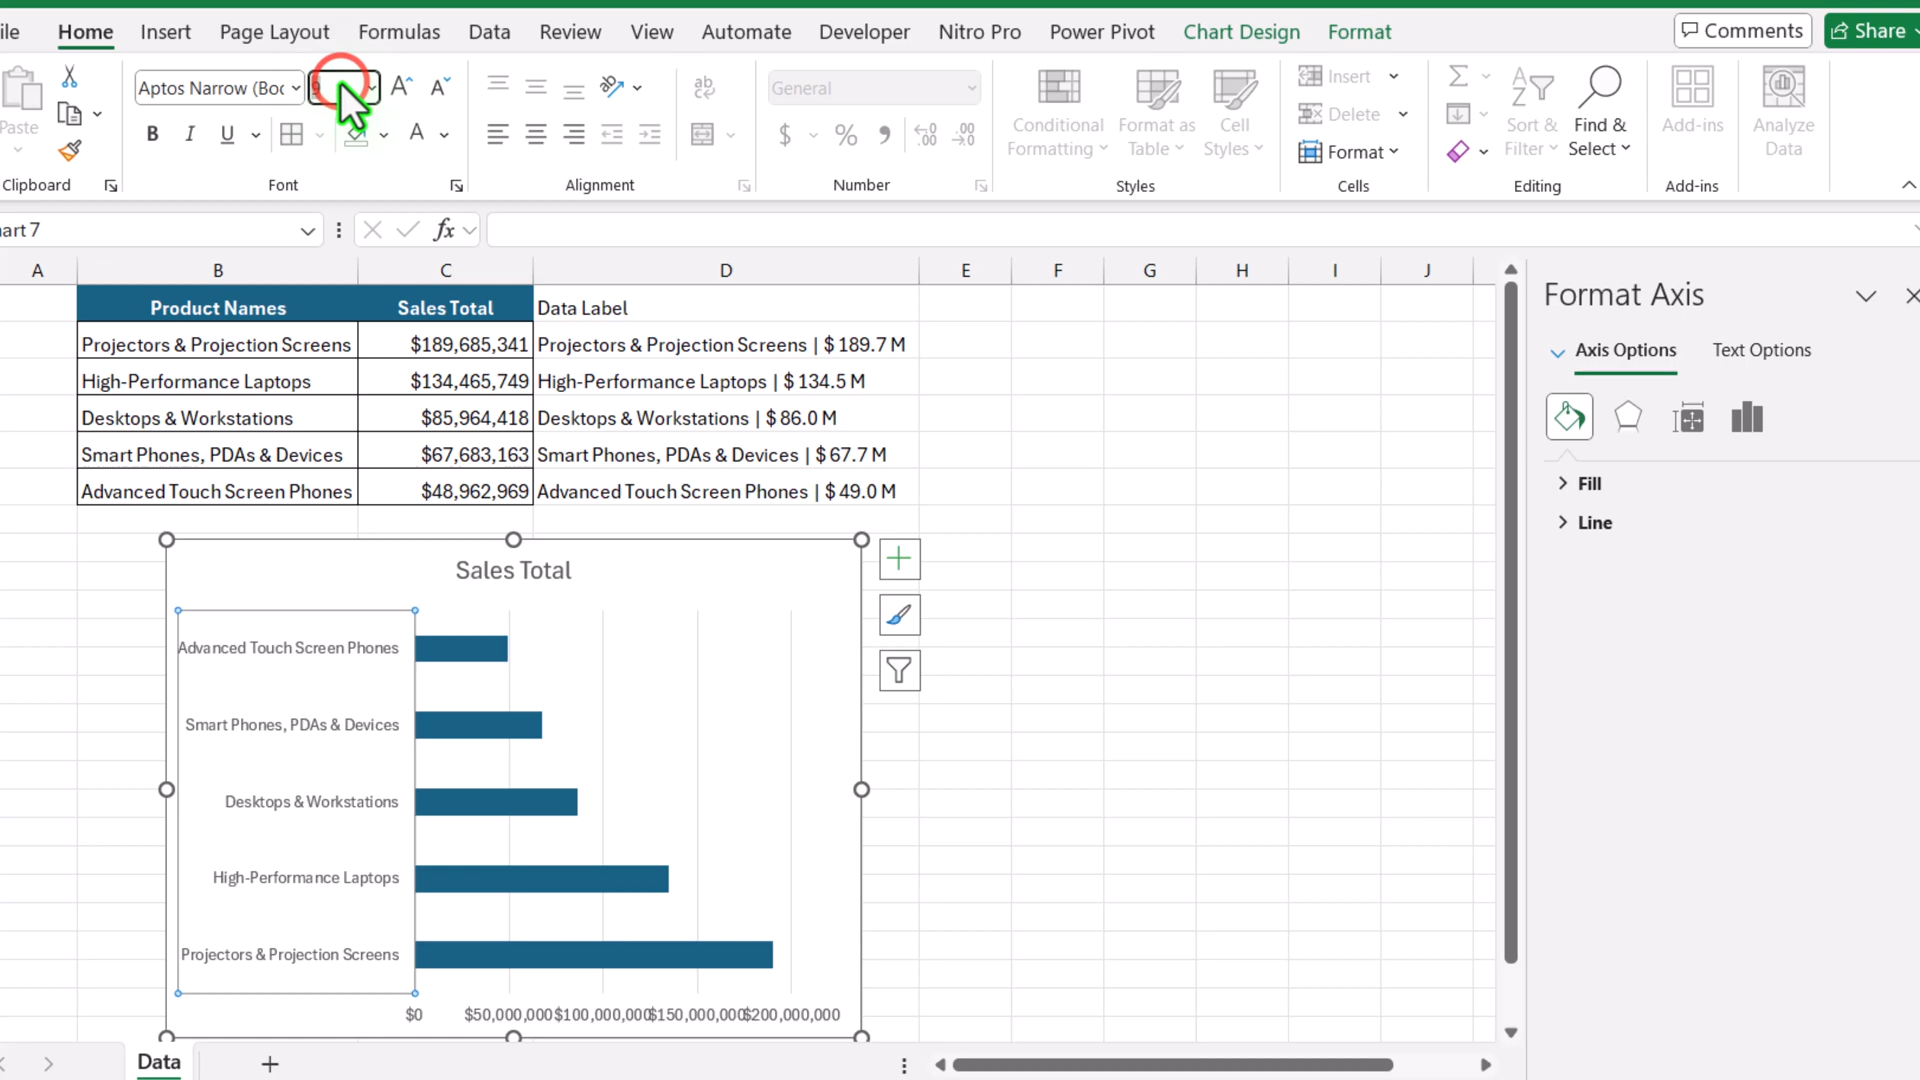 ile Home Insert Page Layout Formulas Data Review View Automate Developer Nitro Pro Power Pivot Chart Design Format Comments Share
Aptos Narrow (Boc 9 General
Paste
B I U A $ % 9
Conditional Formatting
Format as Table
Cell Styles
Insert
Delete
Format
Sort & Filter
Find & Select
Add-ins
Analyze Data
Clipboard Font Alignment Number Styles Cells Editing Add-ins
art 7 fx
A B C D E F G H I J
Product Names Sales Total Data Label
Projectors & Projection Screens $189,685,341 Projectors & Projection Screens | $ 189.7 M
High-Performance Laptops $134,465,749 High-Performance Laptops | $ 134.5 M
Desktops & Workstations $85,964,418 Desktops & Workstations | $ 86.0 M
Smart Phones, PDAs & Devices $67,683,163 Smart Phones, PDAs & Devices | $ 67.7 M
Advanced Touch Screen Phones $48,962,969 Advanced Touch Screen Phones | $ 49.0 M
Sales Total
Advanced Touch Screen Phones
Smart Phones, PDAs & Devices
Desktops & Workstations
High-Performance Laptops
Projectors & Projection Screens
$0 $50,000,000 $100,000,000 $150,000,000 $200,000,000
Format Axis
Axis Options Text Options
Fill
Line
Data